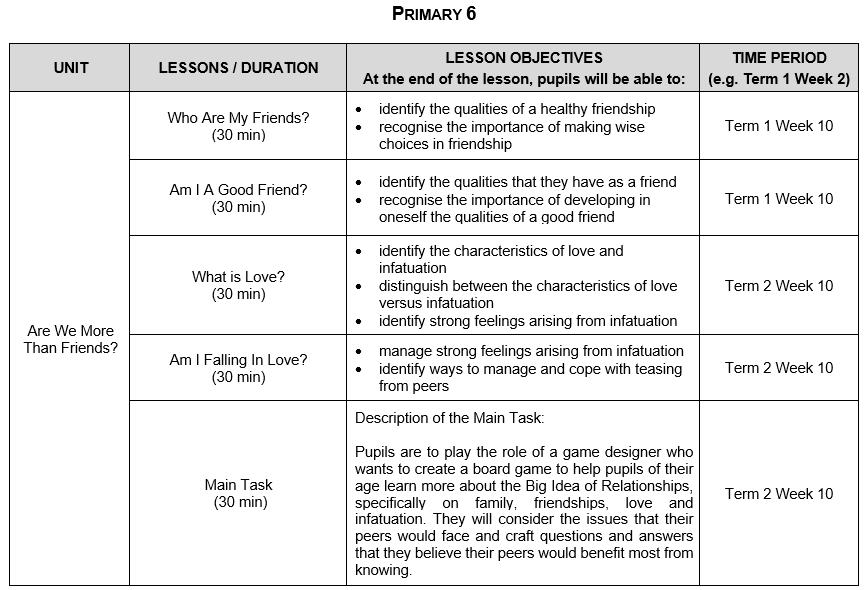 PRIMARY 6
UNIT
LESSONS / DURATION
LESSON OBJECTIVES
At the end of the lesson, pupils will be able to:
TIME PERIOD
(e.g. Term 1 Week 2)
Are We More
Than Friends?
Who Are My Friends?
(30 min)
• identify the qualities of a healthy friendship
• recognise the importance of making wise
choices in friendship
Term 1 Week 10
Am I A Good Friend?
(30 min)
• identify the qualities that they have as a friend
• recognise the importance of developing in
oneself the qualities of a good friend
Term 1 Week 10
What is Love?
(30 min)
• identify the characteristics of love and
infatuation
• distinguish between the characteristics of love
versus infatuation
• identify strong feelings arising from infatuation
Term 2 Week 10
Am I Falling In Love?
(30 min)
• manage strong feelings arising from infatuation
• identify ways to manage and cope with teasing
from peers
Term 2 Week 10
Main Task
(30 min)
Description of the Main Task:
Pupils are to play the role of a game designer who
wants to create a board game to help pupils of their
age learn more about the Big Idea of Relationships,
specifically on family, friendships, love and
infatuation. They will consider the issues that their
peers would face and craft questions and answers
that they believe their peers would benefit most from
knowing.
Term 2 Week 10